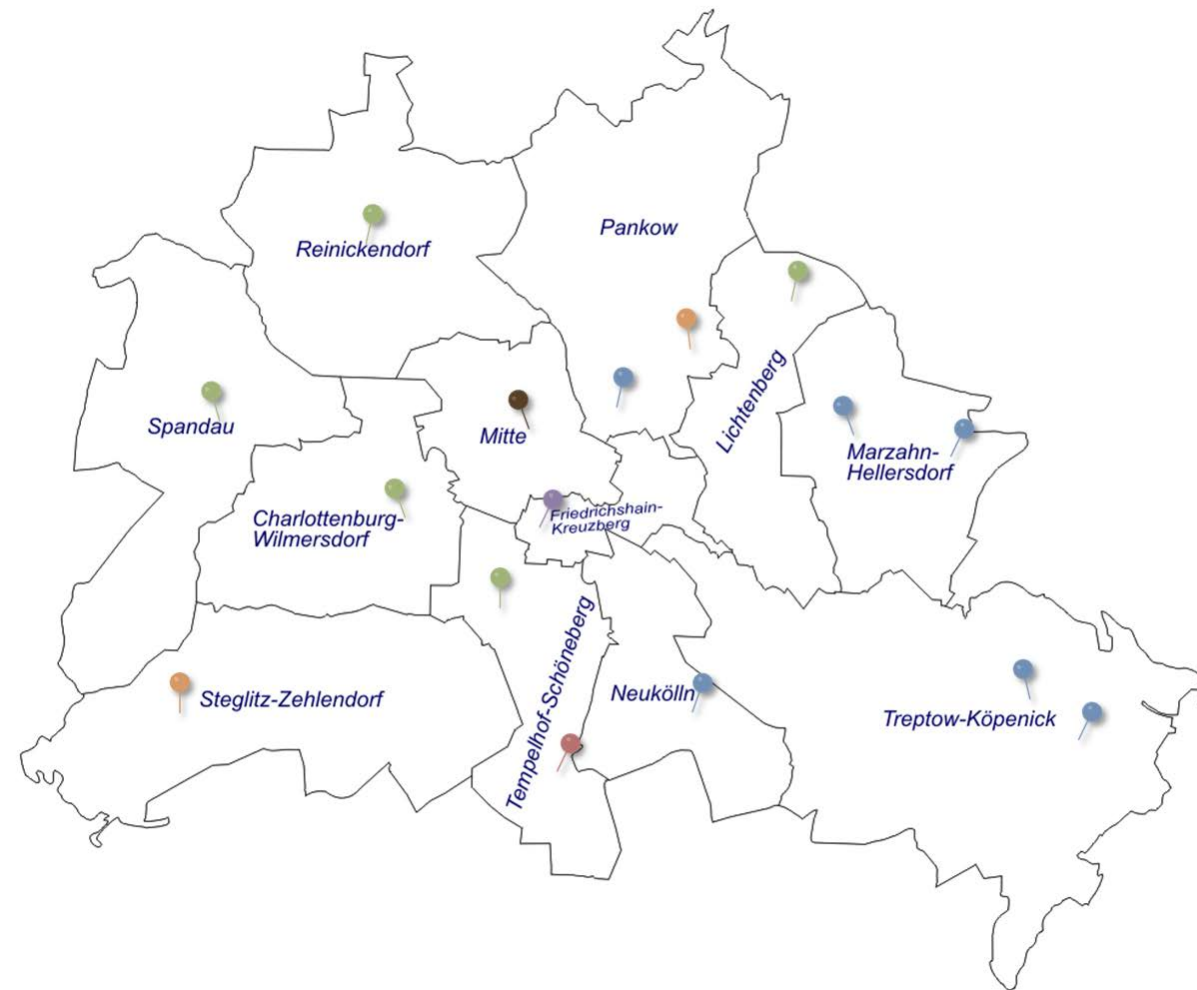 Pankow
Reinickendorf
Lichtenberg
Spandau
Mitte
Marzahn-
Hellersdorf
Charlottenburg-
Wilmersdorf
Friedrichshain-
Kreuzberg
Tempelhof-Schöneberg
Steglitz-Zehlendorf
Neukölln
Treptow-Köpenick